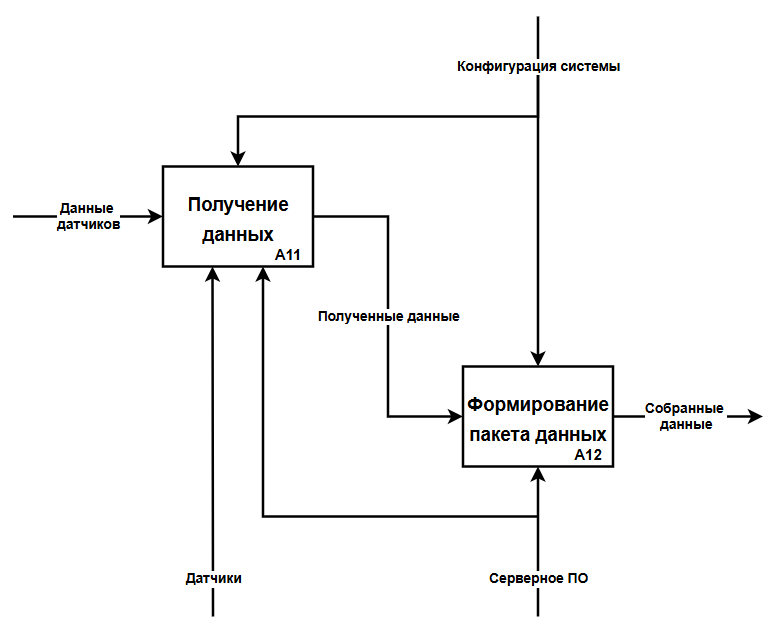 Конфигурация системы
Данные
датчиков
Получение
данных
A11
Полученные данные
Формирование
пакета данных
A12
Собранные
данные
Датчики
Серверное ПО